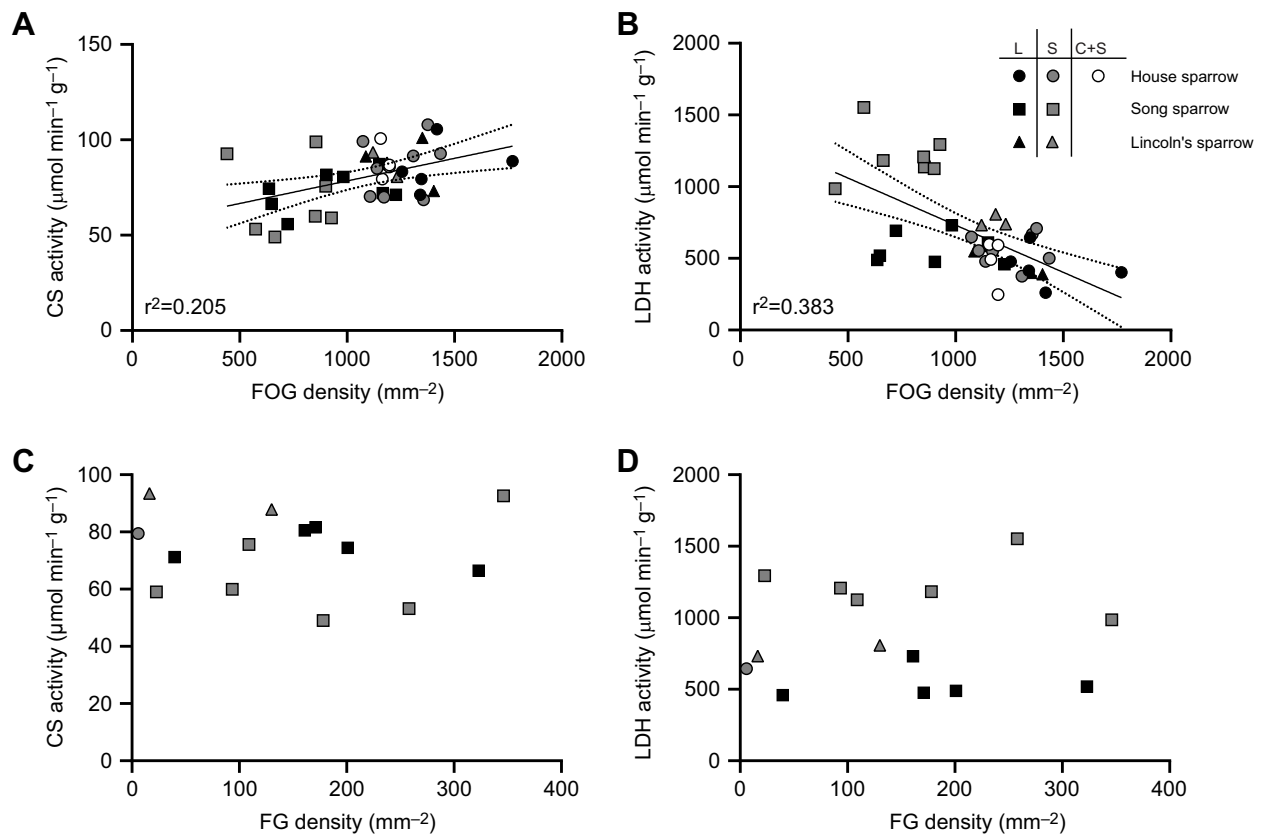 A
150
100
50
0
CS activity (μmol min–1 g–1)
r2=0.205
0 500 1000 1500 2000
FOG density (mm–2)
B
2000
1500
1000
500
0
LDH activity (μmol min–1 g–1)
L S C+S
House sparrow
Song sparrow
Lincoln's sparrow
r2=0.383
0 500 1000 1500 2000
FOG density (mm–2)
C
100
80
60
40
20
0
CS activity (μmol min–1 g–1)
0 100 200 300 400
FG density (mm–2)
D
2000
1500
1000
500
0
LDH activity (μmol min–1 g–1)
0 100 200 300 400
FG density (mm–2)